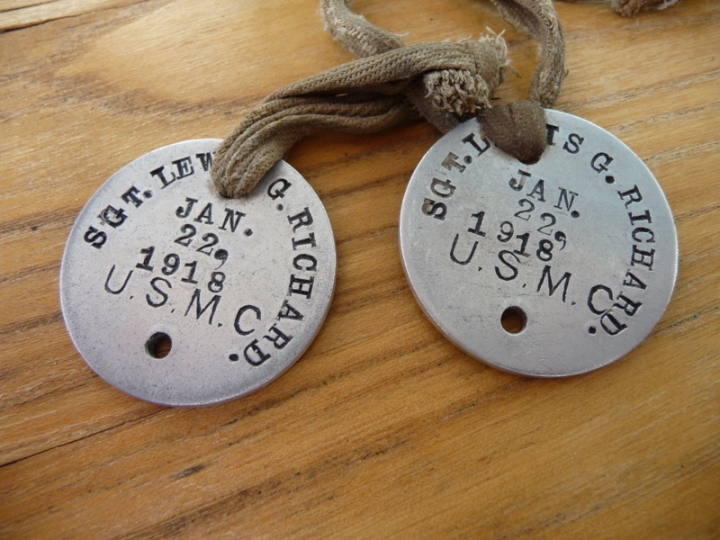 SGT. LEW G. RICHARD.
JAN.
22,
1918
U.S.M.C
SGT. L IS G. RICHARD.
JAN.
22,
1918
U.S.M.C